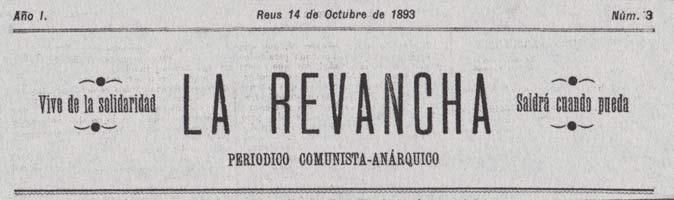 Año I. Reus 14 de Octubre de 1893 Núm. 3
Vive de la solidaridad LA REVANCHA Saldrá cuando pueda
PERIODICO COMUNISTA-ANÁRQUICO